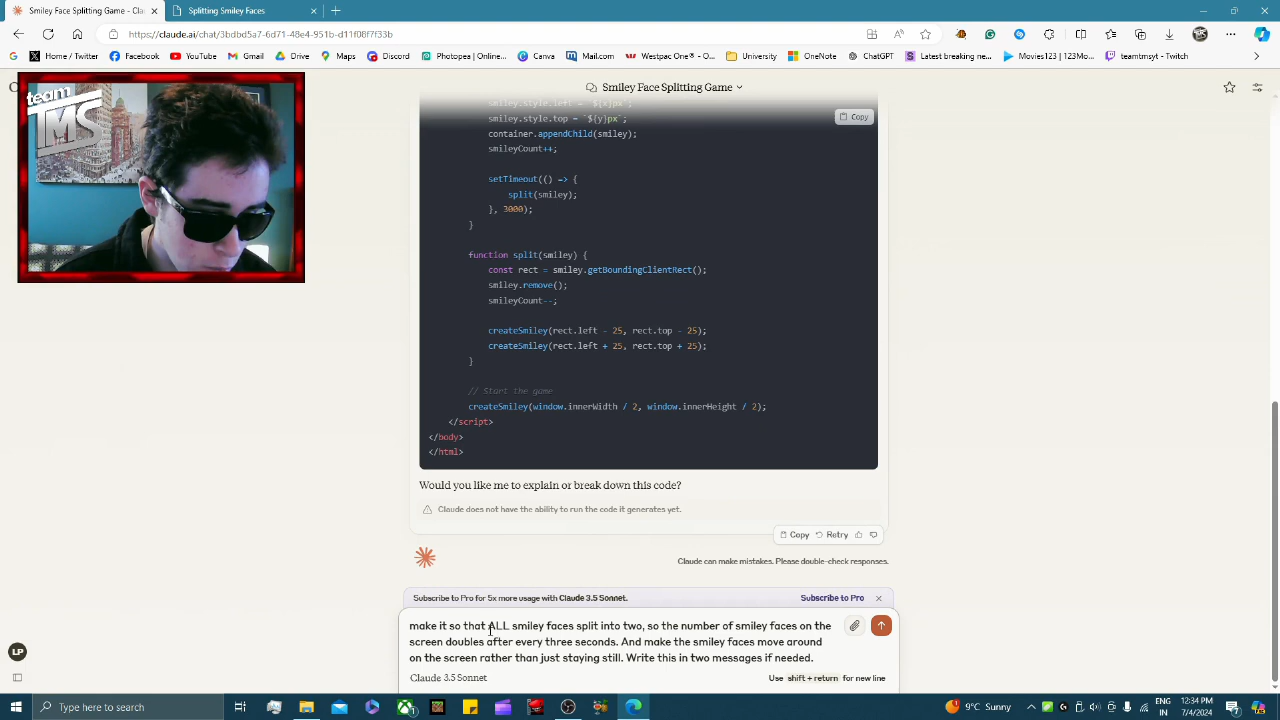 Smiley Face Splitting Game - Cla
Splitting Smiley Faces
https://claude.ai/chat/3bdbd5a7-6d71-48e4-951b-d11f08f7f33b
Home / Twitter
Facebook
YouTube
Gmail
Drive
Maps
Discord
Photopea | Online...
Canva
Mail.com
Westpac One® | O...
University
OneNote
ChatGPT
Latest breaking ne...
Movies|123Mo...
teamtmsyt - Twitch
team
TMS
Smiley Face Splitting Game
smiley.style.left = `${x}px`;
smiley.style.top = `${y}px`;
Copy
container.appendChild(smiley);
smileyCount++;
setTimeout(() => {
split(smiley);
}, 3000);
}
function split(smiley) {
const rect = smiley.getBoundingClientRect();
smiley.remove();
smileyCount--;
createSmiley(rect.left - 25, rect.top - 25);
createSmiley(rect.left + 25, rect.top + 25);
}
// Start the game
createSmiley(window.innerWidth / 2, window.innerHeight / 2);
</script>
</body>
</html>
Would you like me to explain or break down this code?
Claude does not have the ability to run the code it generates yet.
Copy Retry
Claude can make mistakes. Please double-check responses.
Subscribe to Pro for 5x more usage with Claude 3.5 Sonnet.
Subscribe to Pro
make it so that ALL smiley faces split into two, so the number of smiley faces on the
screen doubles after every three seconds. And make the smiley faces move around
on the screen rather than just staying still. Write this in two messages if needed.
Claude 3.5 Sonnet
Use shift + return for new line
LP
Type here to search
9°C Sunny
ENG
IN
12:34 PM
7/4/2024